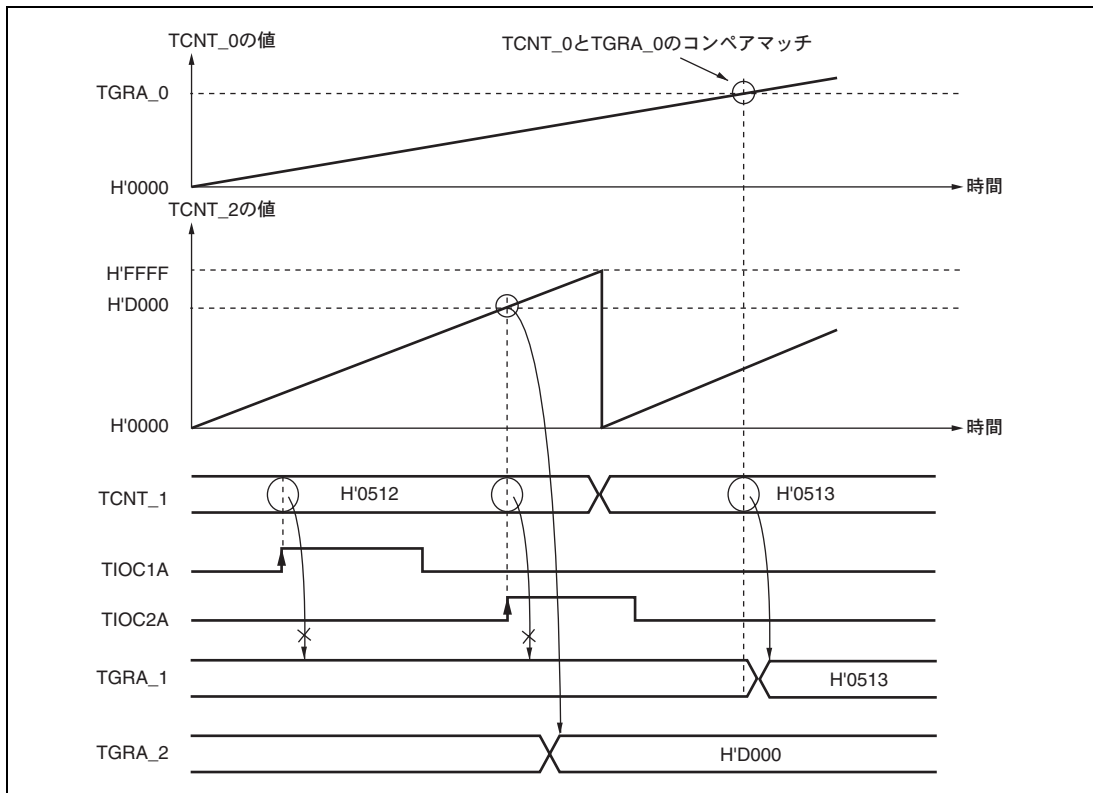 TCNT_0の値
TCNT_0とTGRA_0のコンペアマッチ
TGRA_0
H'0000
時間
TCNT_2の値
H'FFFF
H'D000
H'0000
時間
TCNT_1
H'0512
H'0513
TIOC1A
TIOC2A
TGRA_1
H'0513
TGRA_2
H'D000